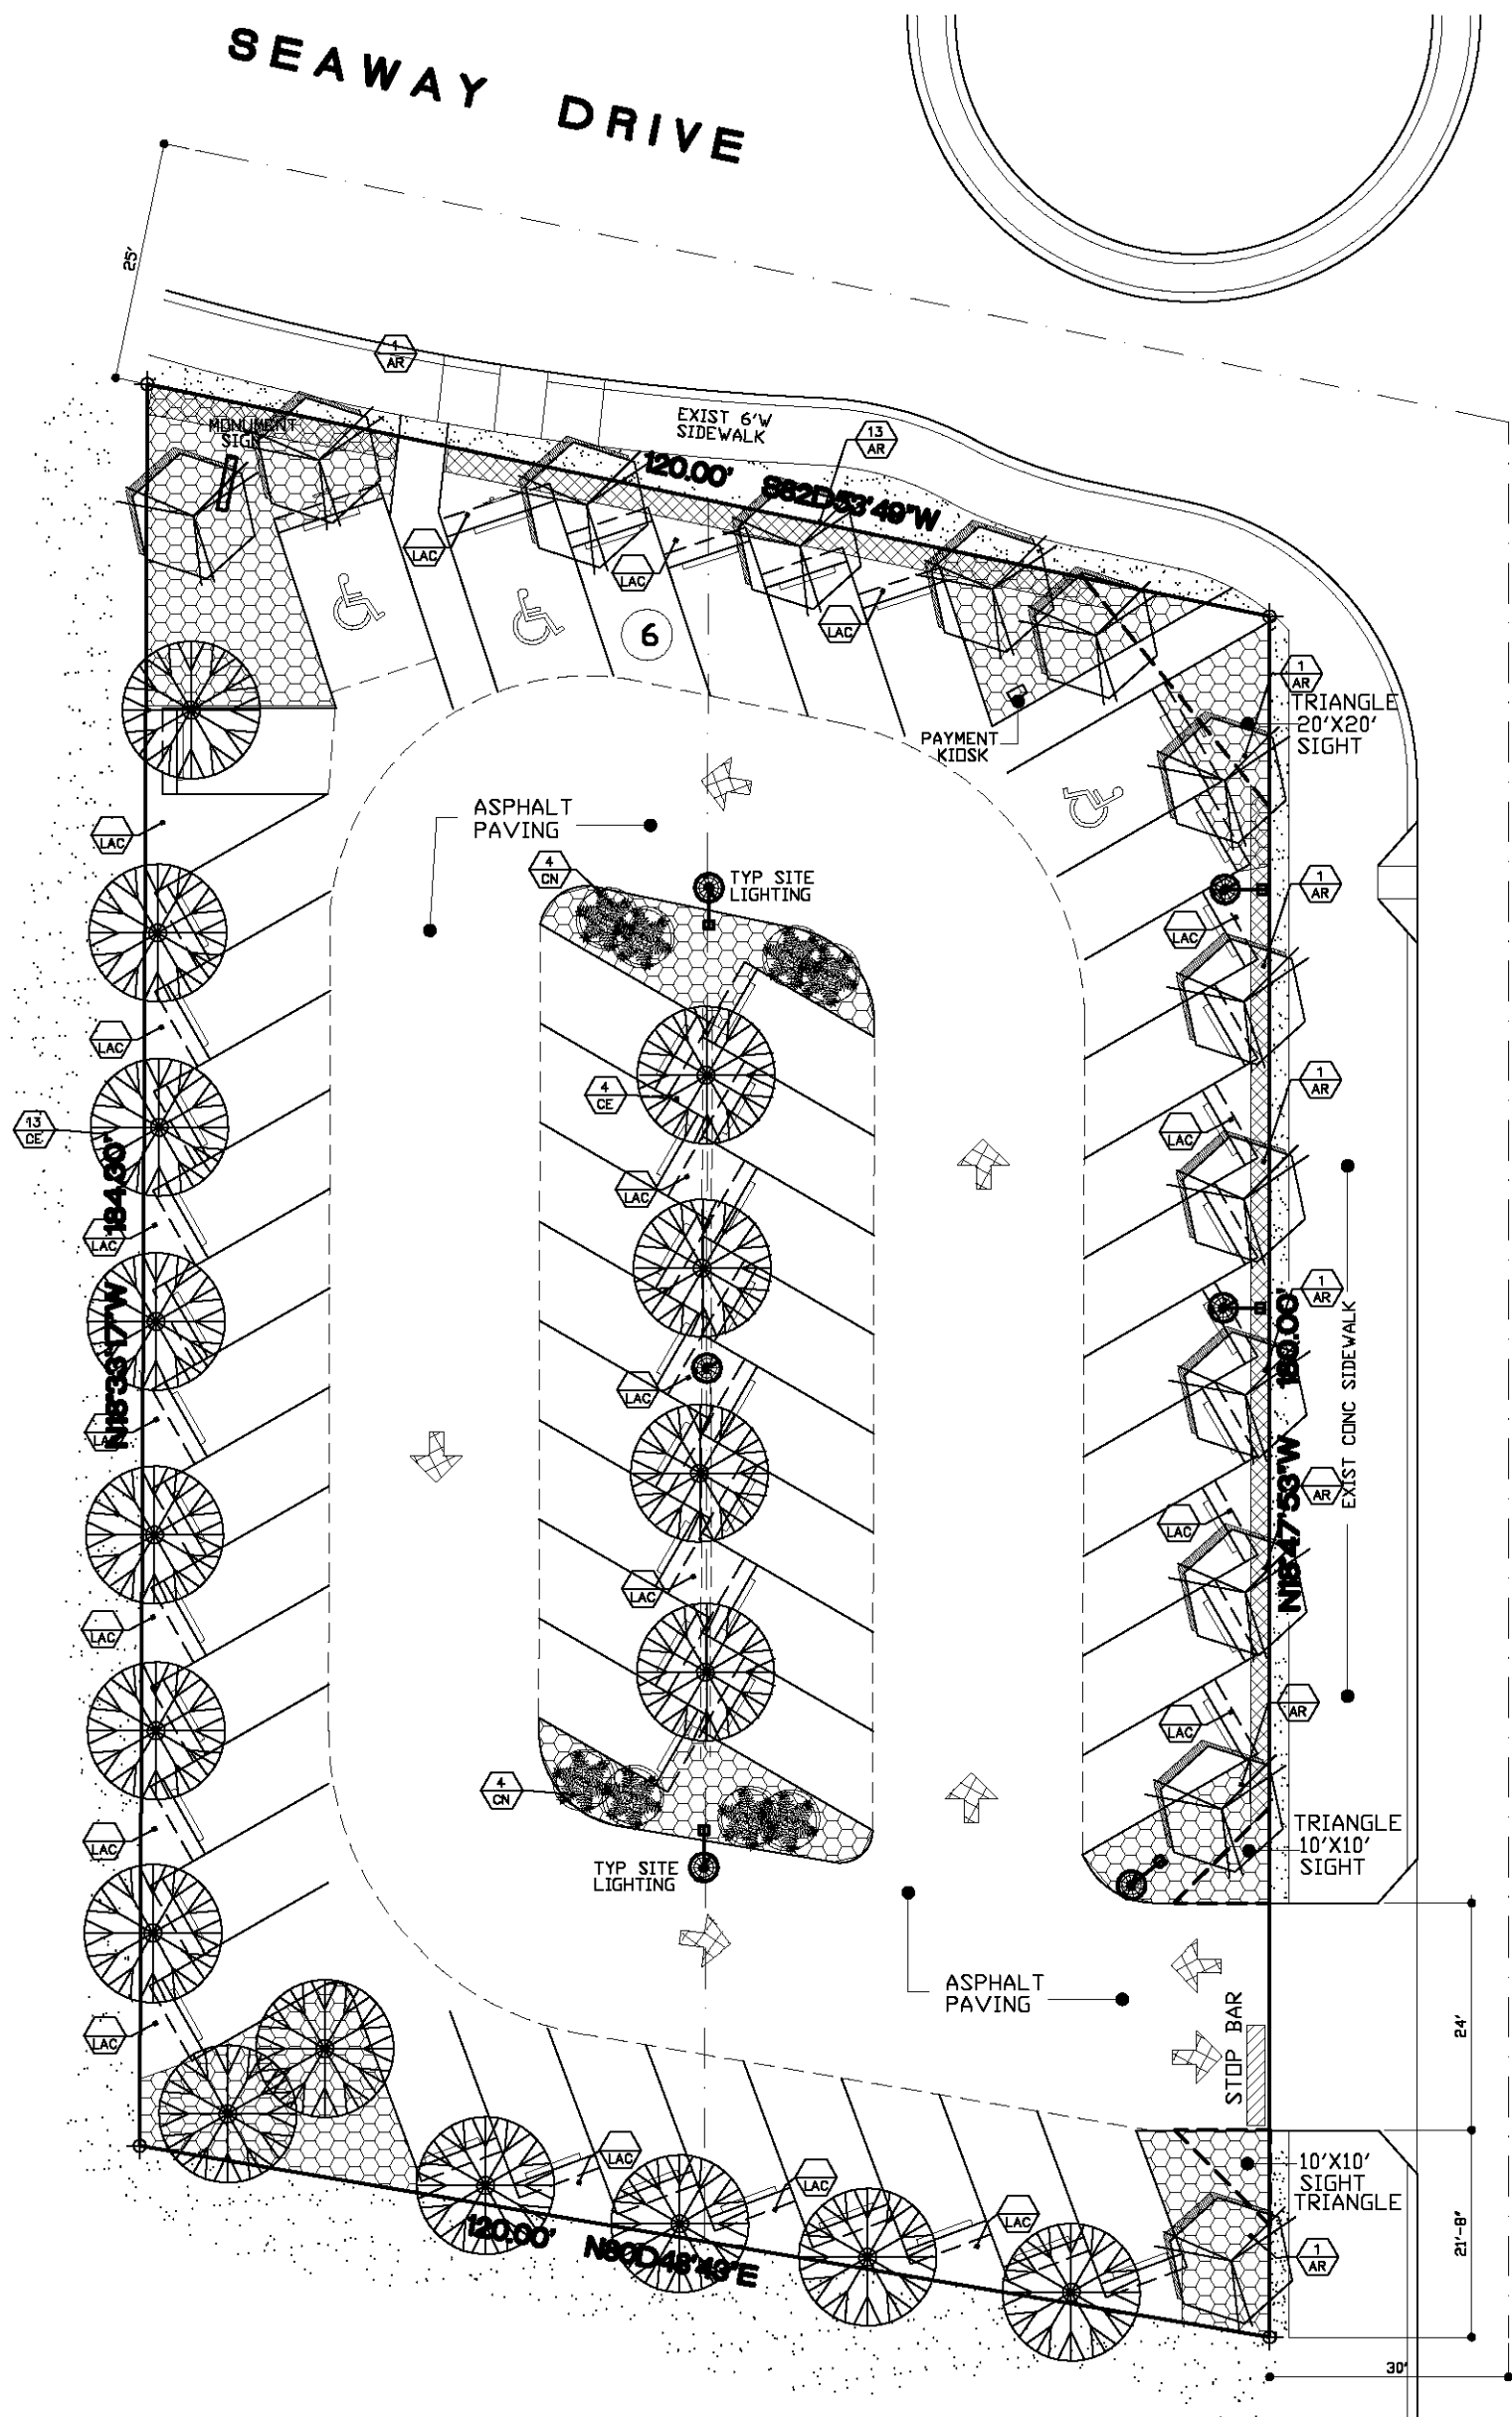 SEAWAY DRIVE
25'
1
AR
EXIST 6'W
SIDEWALK
13
AR
MONUMENT
SIGN
120.00' S82D53'49"W
LAC
LAC
LAC
6
1
AR
TRIANGLE
20'X20'
SIGHT
PAYMENT
KIOSK
ASPHALT
PAVING
LAC
4
CN
TYP SITE
LIGHTING
1
AR
LAC
LAC
1
AR
4
CE
13
CE
LAC
LAC
184.30'
N18°33'17"W
LAC
1
AR
180.00'
N18°47'53"W
EXIST CONC SIDEWALK
LAC
LAC
AR
LAC
LAC
LAC
AR
LAC
4
CN
LAC
TRIANGLE
10'X10'
SIGHT
TYP SITE
LIGHTING
ASPHALT
PAVING
STOP BAR
24'
LAC
LAC
LAC
LAC
10'X10'
SIGHT
TRIANGLE
21'-8"
1
AR
120.00' N80D48'49"E
30'